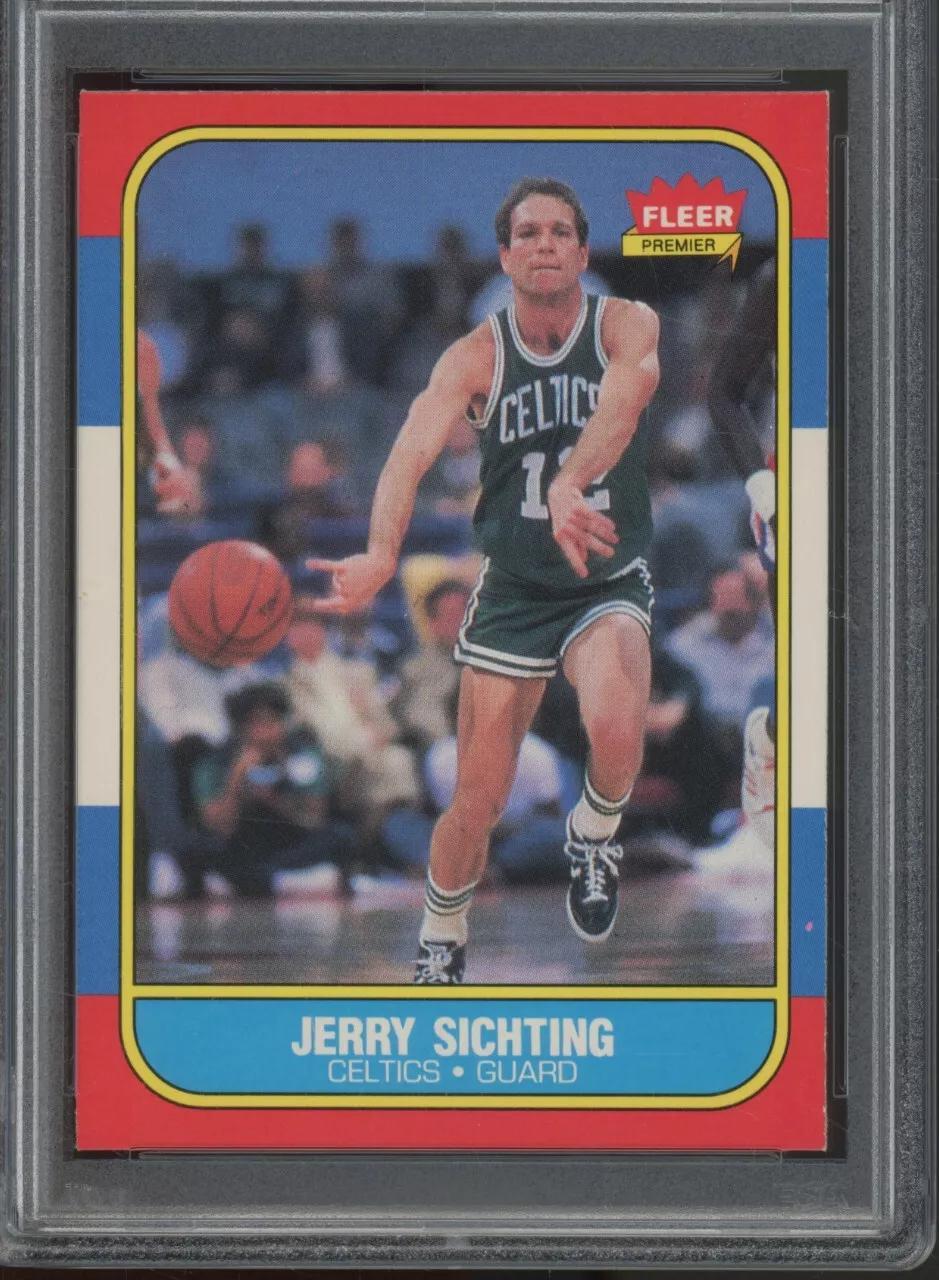 FLEER
PREMIER
CELTICS
12
JERRY SICHTING
CELTICS • GUARD